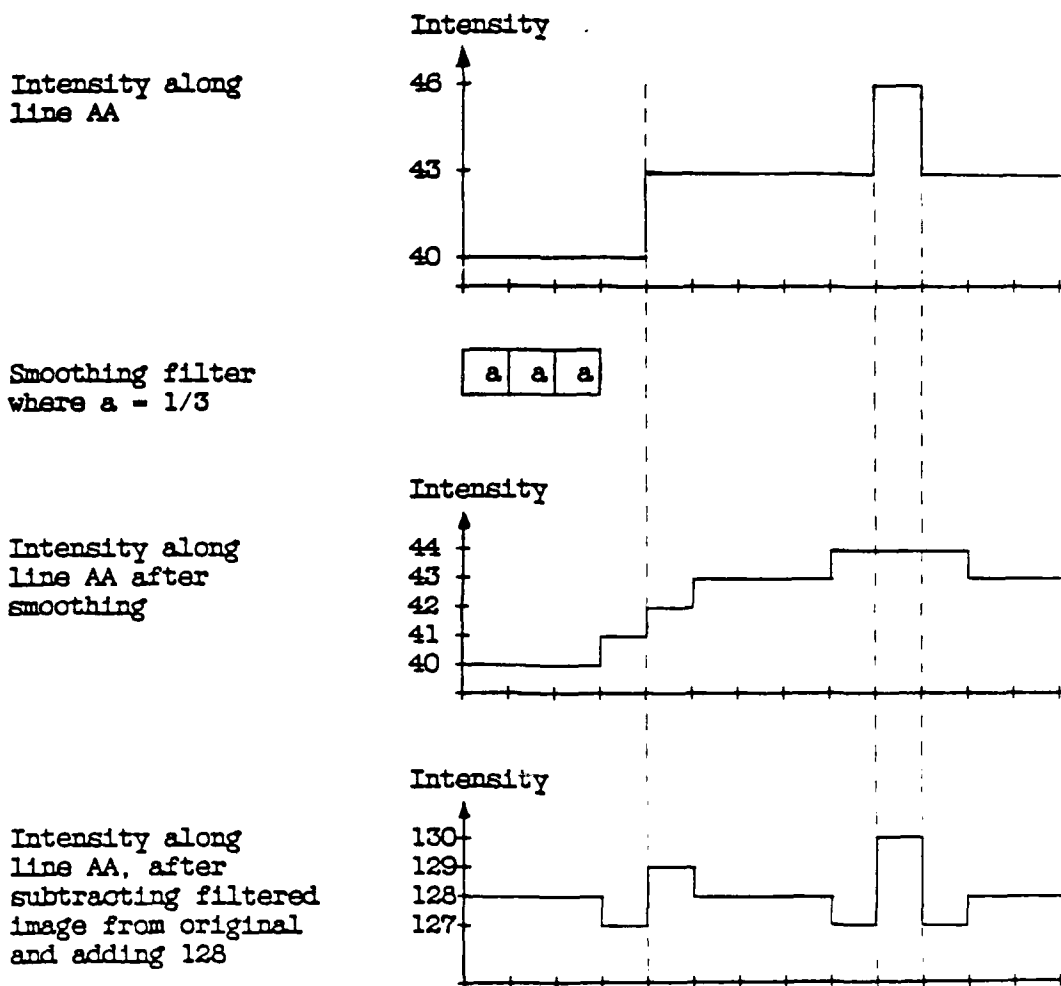 Intensity
Intensity along
line AA
46
43
40
Smoothing filter
where a = 1/3
a a a
Intensity
Intensity along
line AA after
smoothing
44
43
42
41
40
Intensity
Intensity along
line AA, after
subtracting filtered
image from original
and adding 128
130
129
128
127